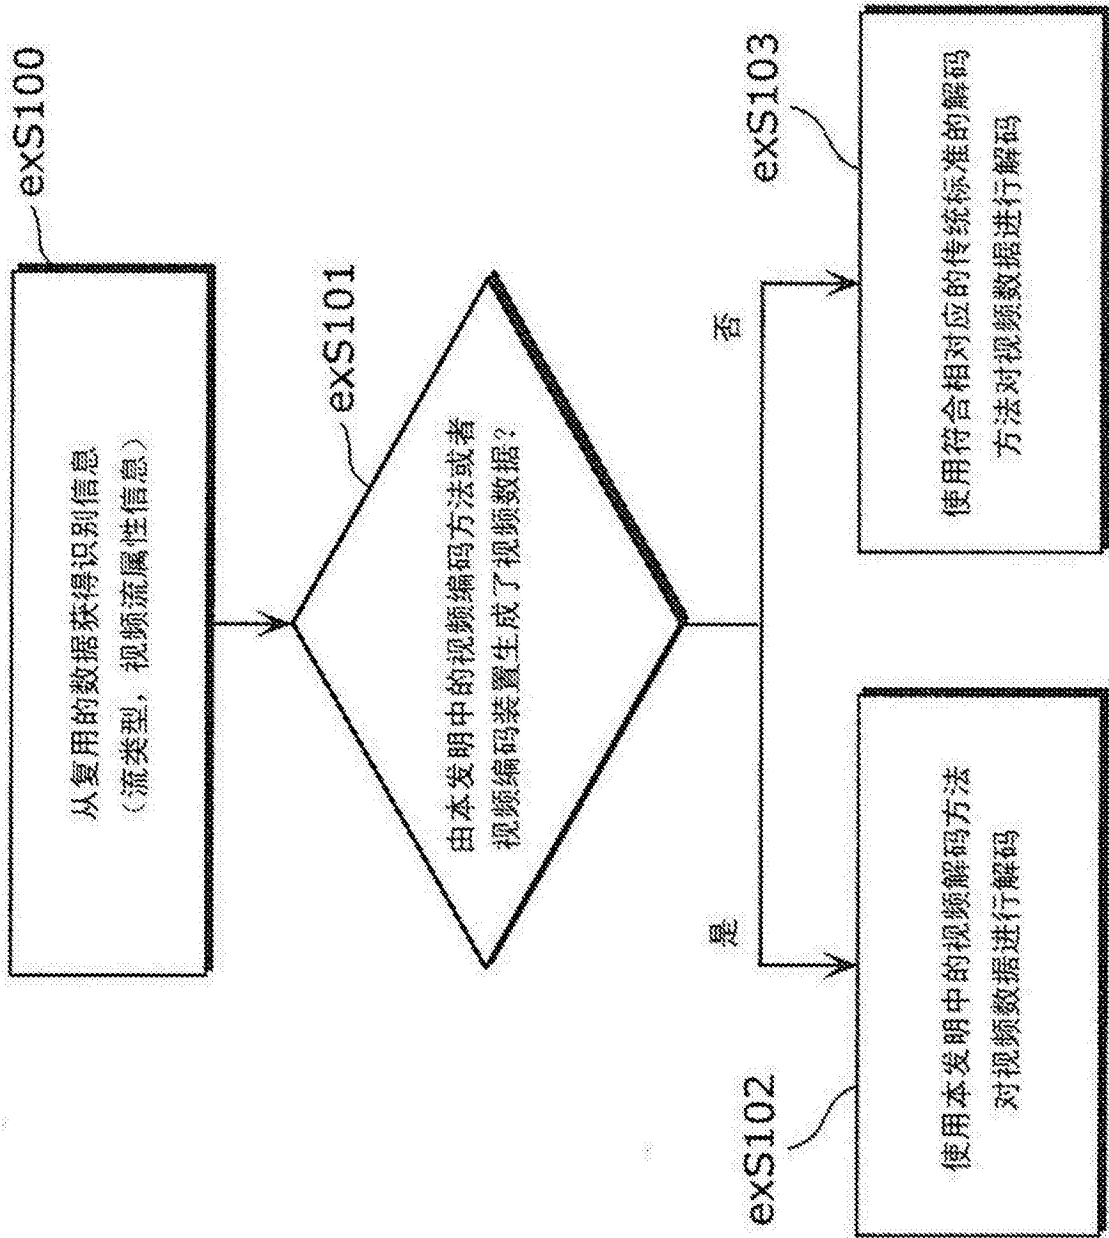 exS100
从复用的数据获得识别信息
（流类型，视频流属性信息）
exS101
由本发明中的视频编码方法或者
视频编码装置生成了视频数据？
是
否
exS102
使用本发明中的视频解码方法
对视频数据进行解码
exS103
使用符合相对应的传统标准的解码
方法对视频数据进行解码